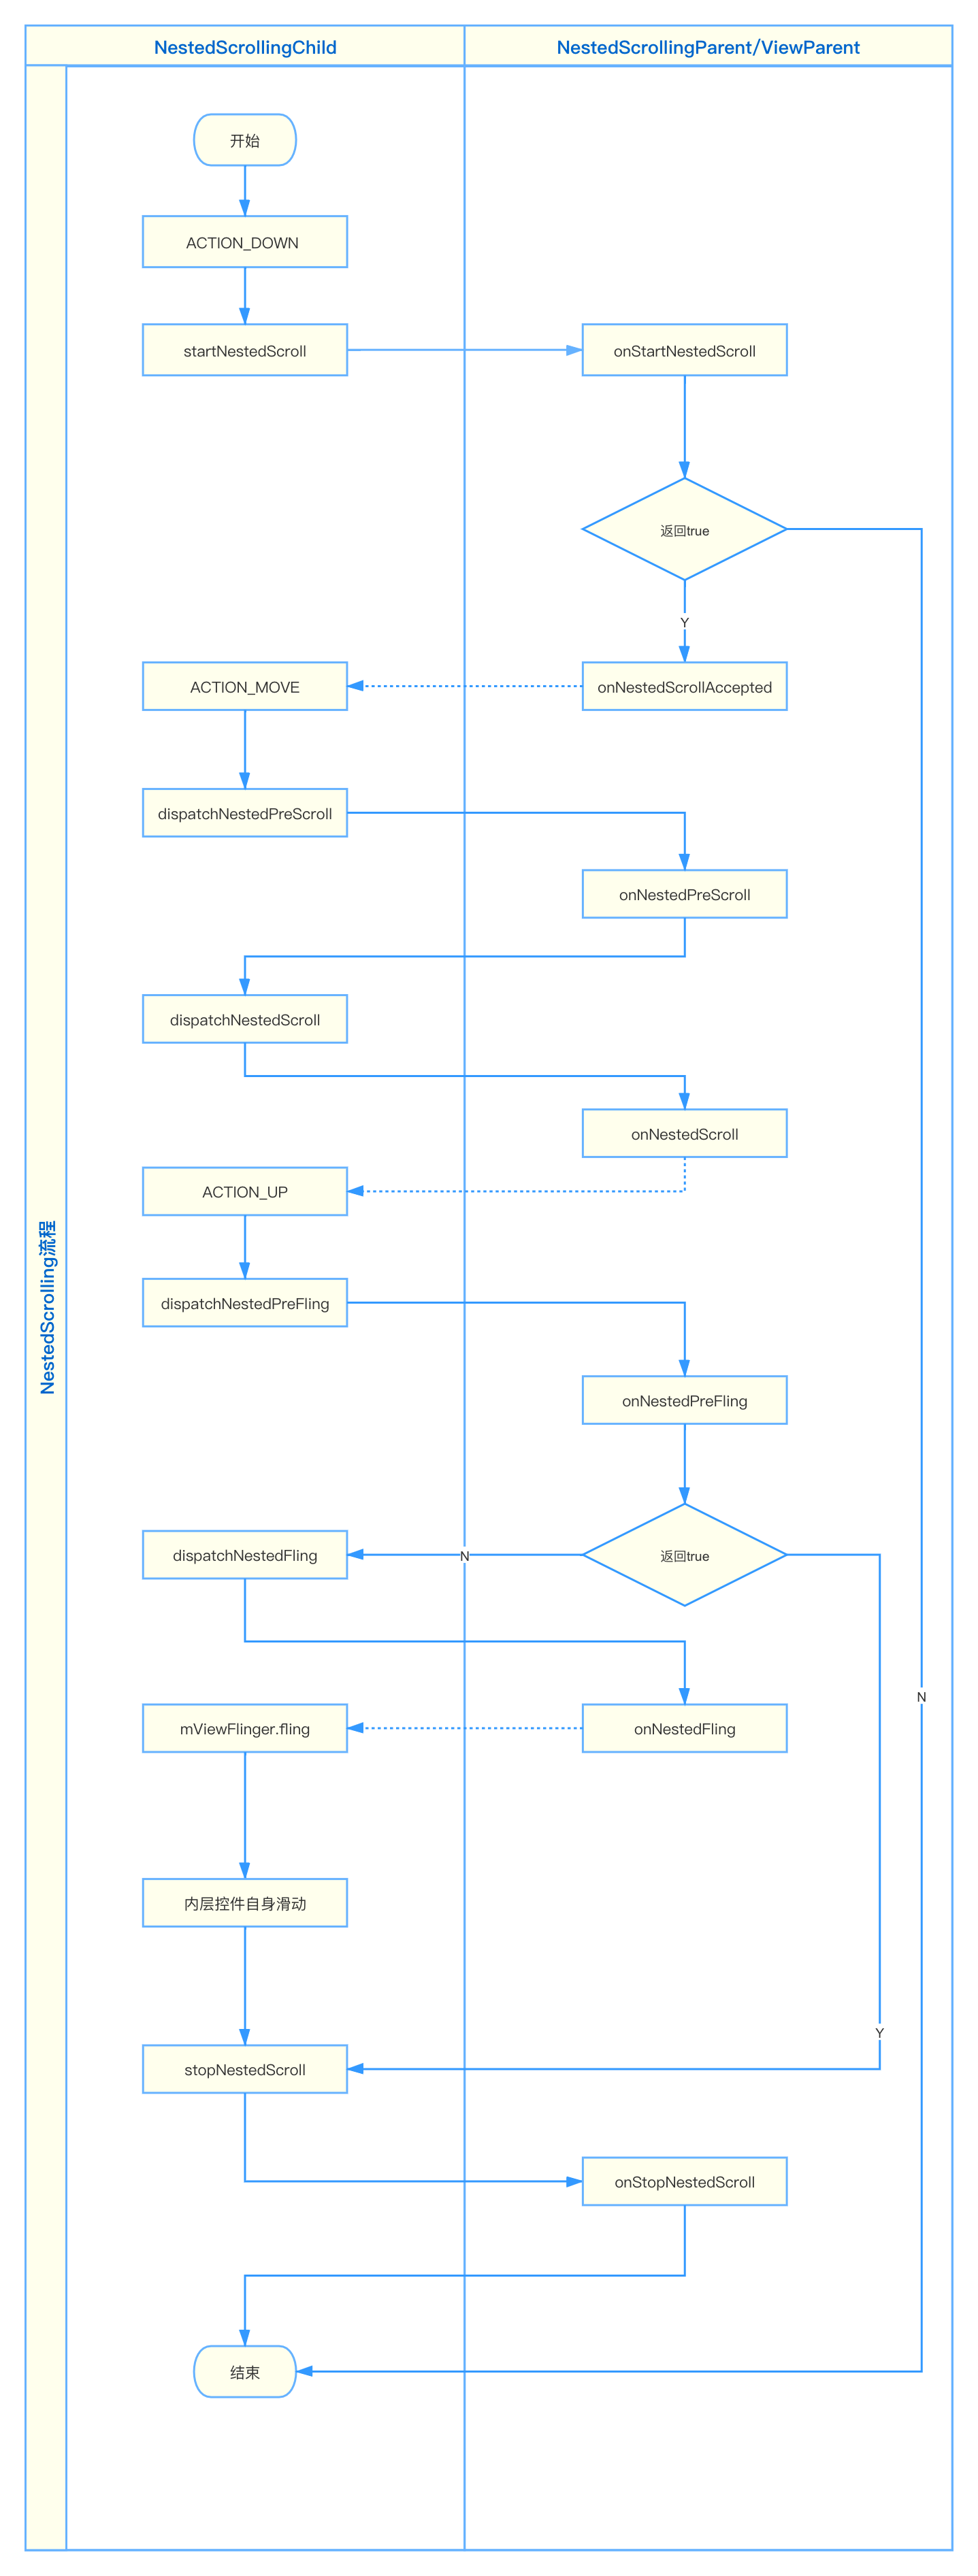 NestedScrollingChild
NestedScrollingParent/ViewParent
NestedScrolling流程
开始
ACTION_DOWN
startNestedScroll
onStartNestedScroll
返回true
Y
ACTION_MOVE
onNestedScrollAccepted
dispatchNestedPreScroll
onNestedPreScroll
dispatchNestedScroll
onNestedScroll
ACTION_UP
dispatchNestedPreFling
onNestedPreFling
dispatchNestedFling
N
返回true
N
mViewFlinger.fling
onNestedFling
内层控件自身滑动
Y
stopNestedScroll
onStopNestedScroll
结束